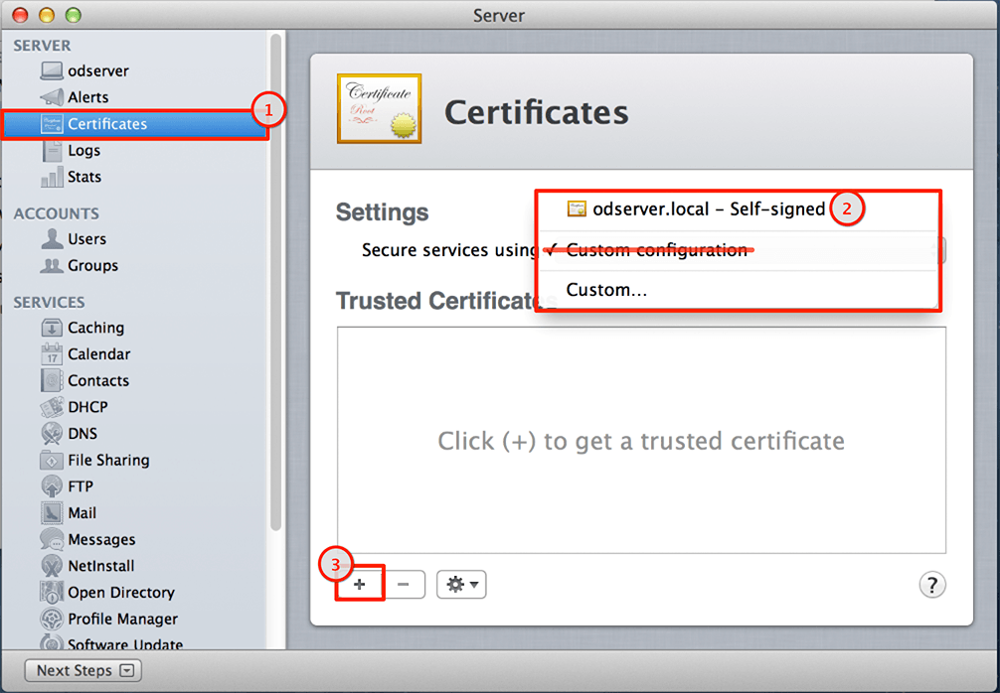 Server
SERVER
odserver
Alerts
Certificates
1
Logs
Stats
ACCOUNTS
Users
Groups
SERVICES
Caching
17
Calendar
Contacts
DHCP
DNS
File Sharing
FTP
Mail
Messages
NetInstall
Open Directory
Profile Manager
Software Update
Next Steps
Certificate
Root
Certificates
Settings
odserver.local – Self-signed
2
Secure services using
✓ Custom configuration
Custom...
Trusted Certificates
Click (+) to get a trusted certificate
3
+ −
?